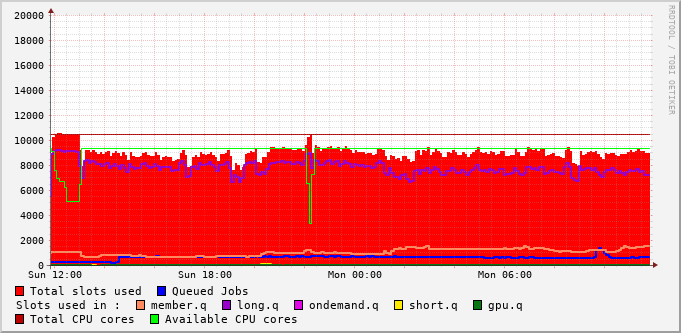 20000
18000
16000
14000
12000
10000
8000
6000
4000
2000
0
Sun 12:00 Sun 18:00 Mon 00:00 Mon 06:00
Total slots used Queued Jobs
Slots used in : member.q long.q ondemand.q short.q gpu.q
Total CPU cores Available CPU cores
RRDTOOL / TOBI OETIKER